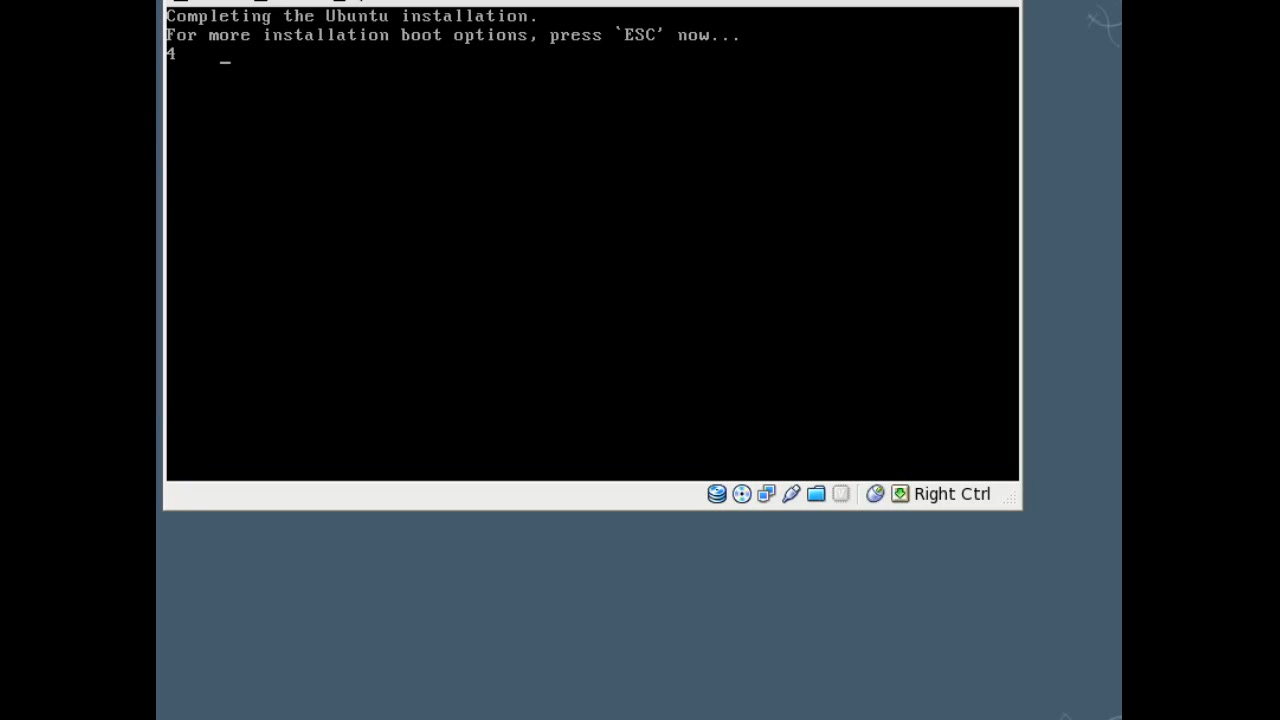 Completing the Ubuntu installation.
For more installation boot options, press `ESC' now...
4    _
Right Ctrl